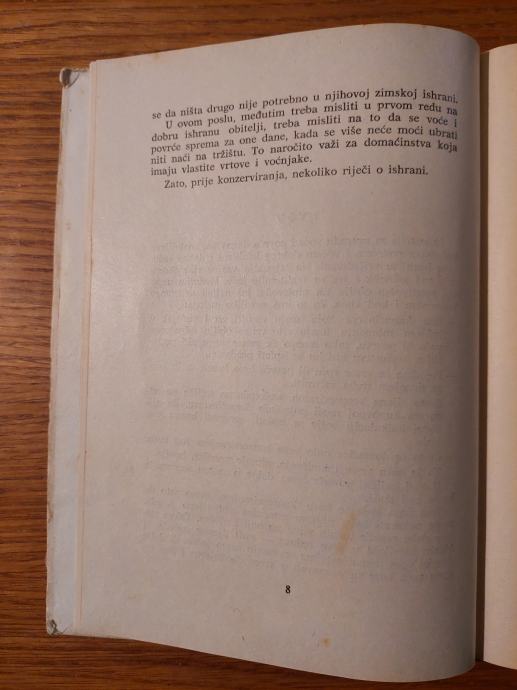 se da ništa drugo nije potrebno u njihovoj zimskoj ishrani.
U ovom poslu, međutim treba misliti u prvom redu na
dobru ishranu obitelji, treba misliti na to da se voće i
povrće sprema za one dane, kada se više neće moći ubrati
niti naći na tržištu. To naročito važi za domaćinstva koja
imaju vlastite vrtove i voćnjake.
Zato, prije konzerviranja, nekoliko riječi o ishrani.
8